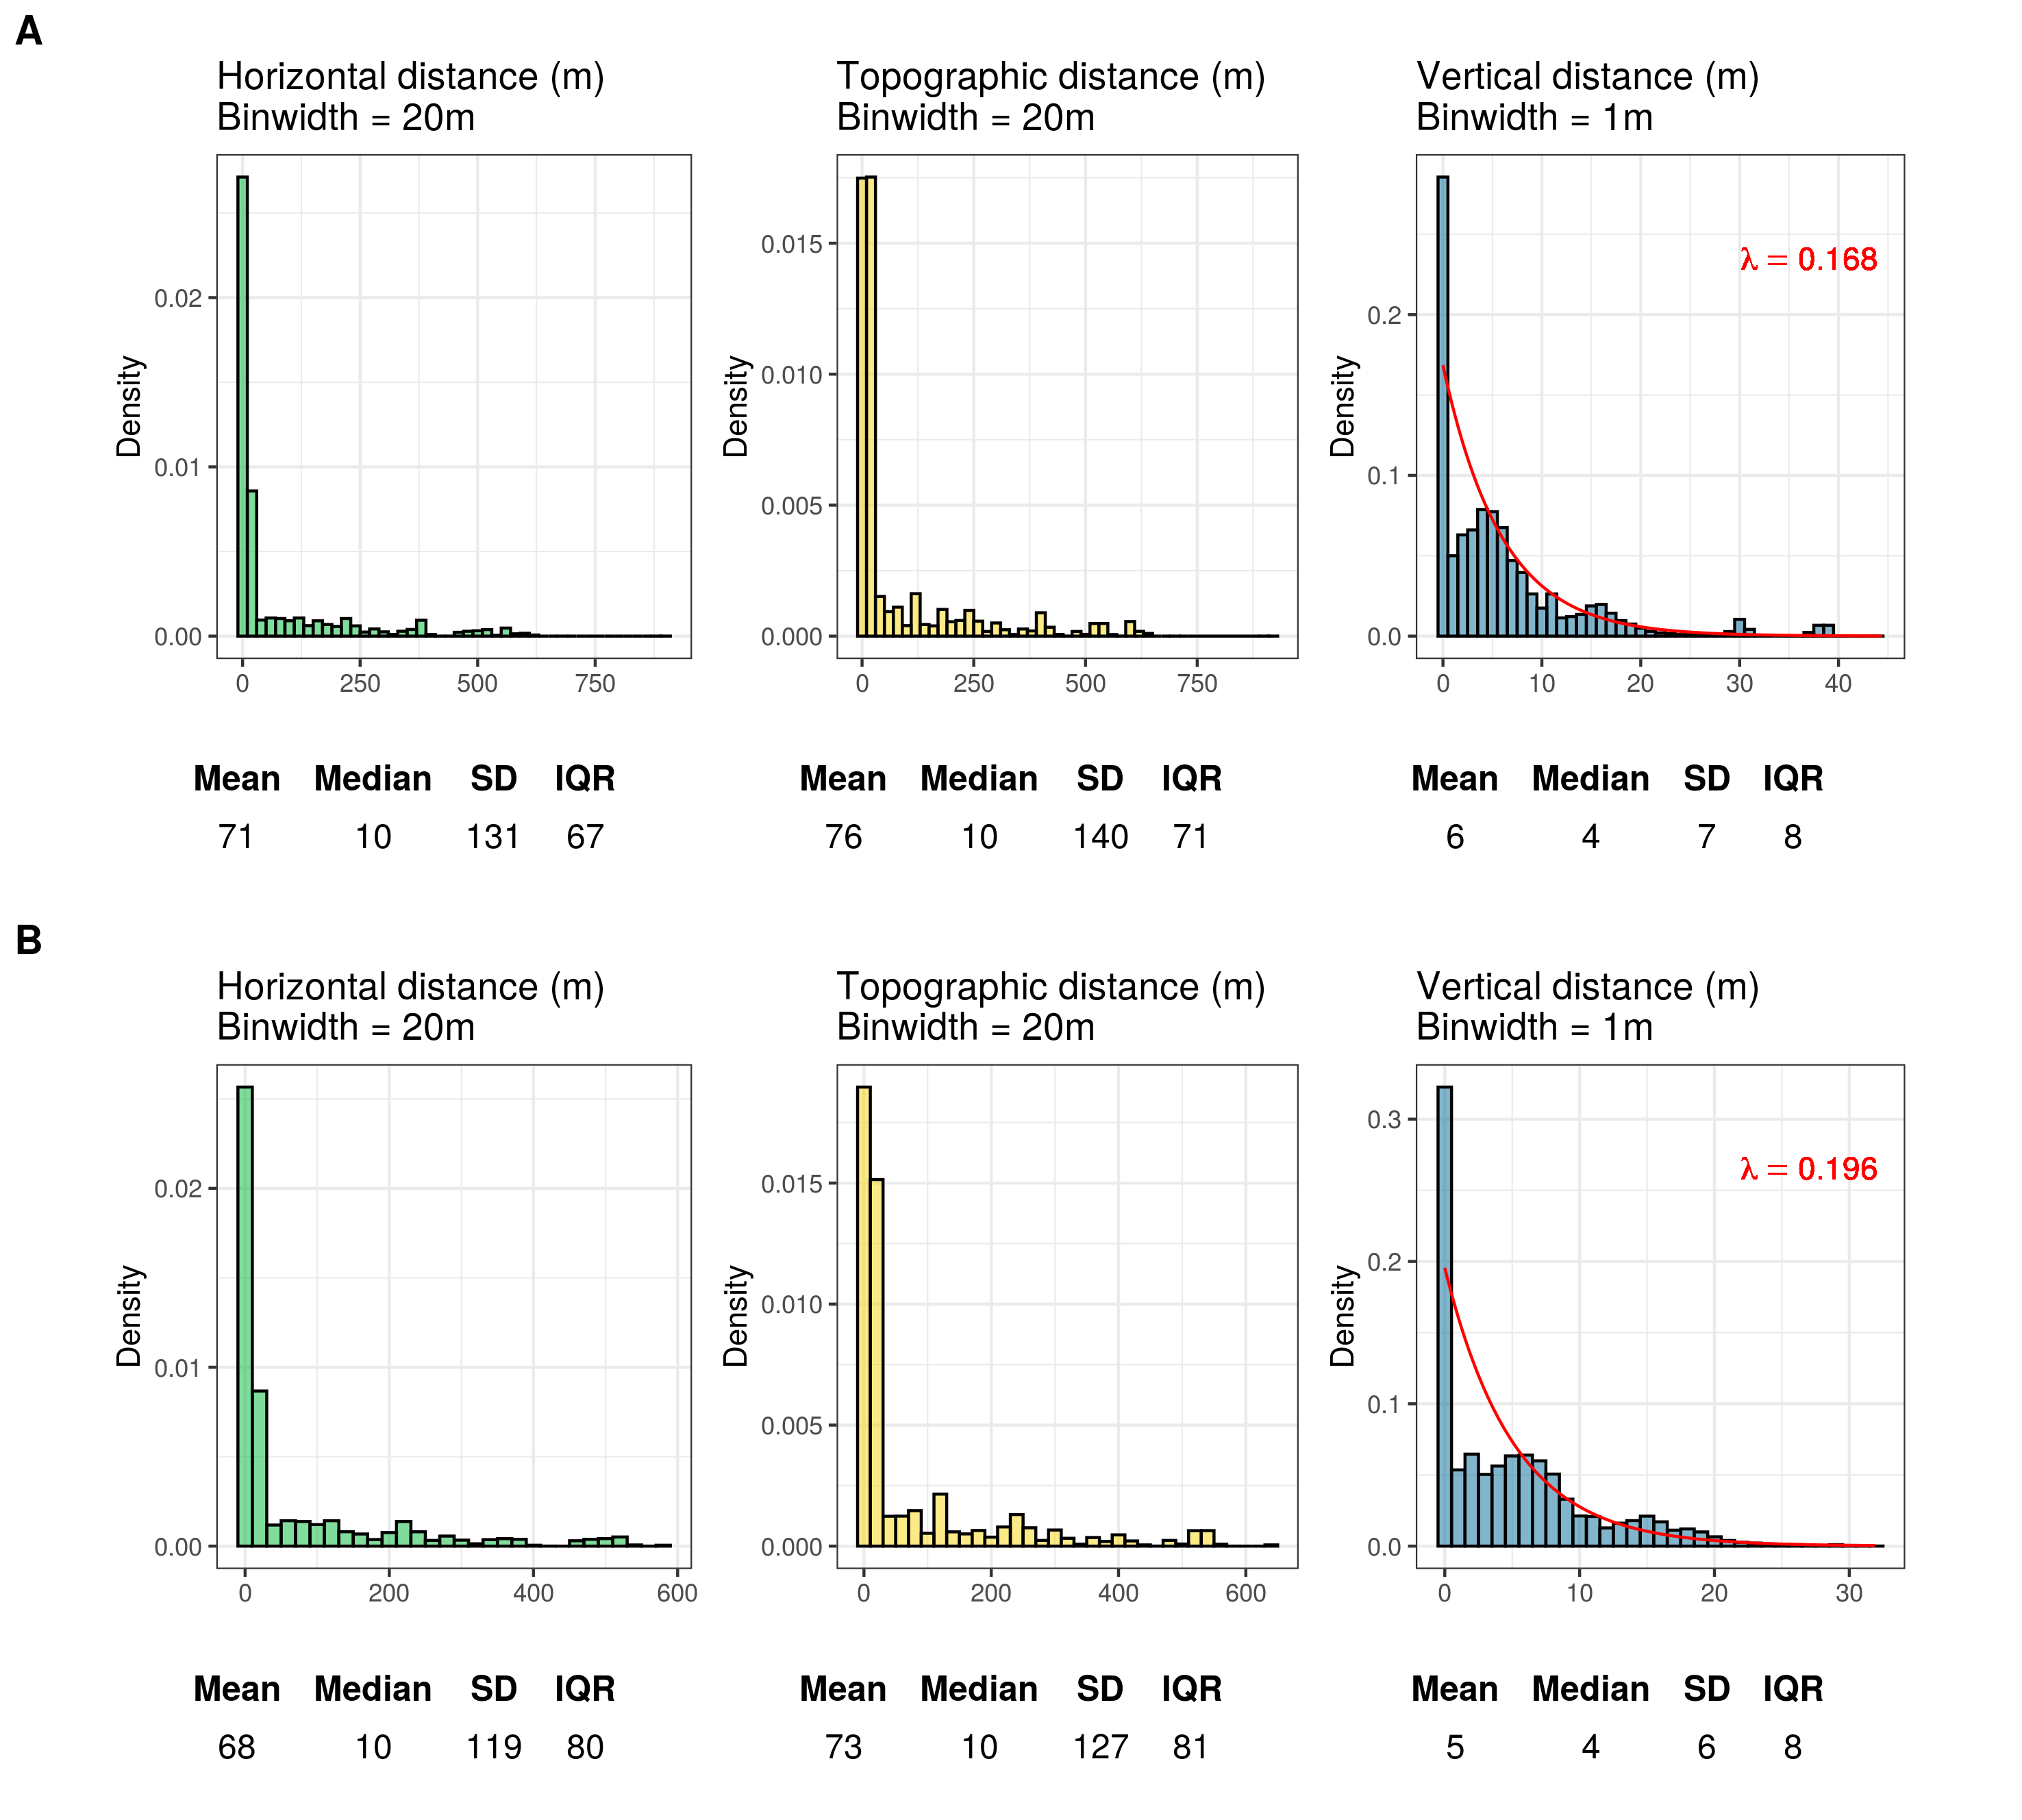 A
Horizontal distance (m)
Binwidth = 20m
Density
0.02
0.01
0.00
0 250 500 750
Mean Median SD IQR
71 10 131 67
Topographic distance (m)
Binwidth = 20m
Density
0.015
0.010
0.005
0.000
0 250 500 750
Mean Median SD IQR
76 10 140 71
Vertical distance (m)
Binwidth = 1m
Density
λ = 0.168
0.2
0.1
0.0
0 10 20 30 40
Mean Median SD IQR
6 4 7 8
B
Horizontal distance (m)
Binwidth = 20m
Density
0.02
0.01
0.00
0 200 400 600
Mean Median SD IQR
68 10 119 80
Topographic distance (m)
Binwidth = 20m
Density
0.015
0.010
0.005
0.000
0 200 400 600
Mean Median SD IQR
73 10 127 81
Vertical distance (m)
Binwidth = 1m
Density
λ = 0.196
0.3
0.2
0.1
0.0
0 10 20 30
Mean Median SD IQR
5 4 6 8